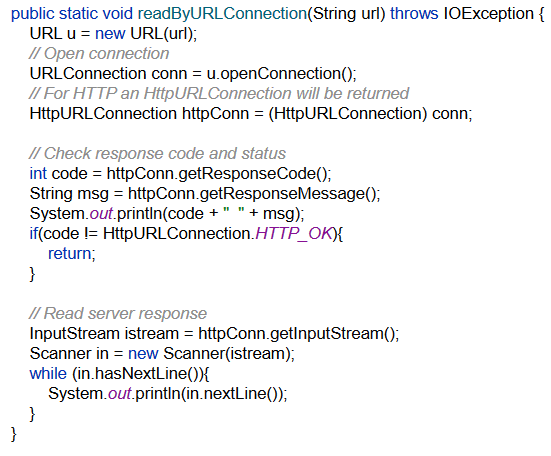 public static void readByURLConnection(String url) throws IOException {
    URL u = new URL(url);
    // Open connection
    URLConnection conn = u.openConnection();
    // For HTTP an HttpURLConnection will be returned
    HttpURLConnection httpConn = (HttpURLConnection) conn;

    // Check response code and status
    int code = httpConn.getResponseCode();
    String msg = httpConn.getResponseMessage();
    System.out.println(code + "  " + msg);
    if(code != HttpURLConnection.HTTP_OK){
        return;
    }

    // Read server response
    InputStream istream = httpConn.getInputStream();
    Scanner in = new Scanner(istream);
    while (in.hasNextLine()){
        System.out.println(in.nextLine());
    }
}